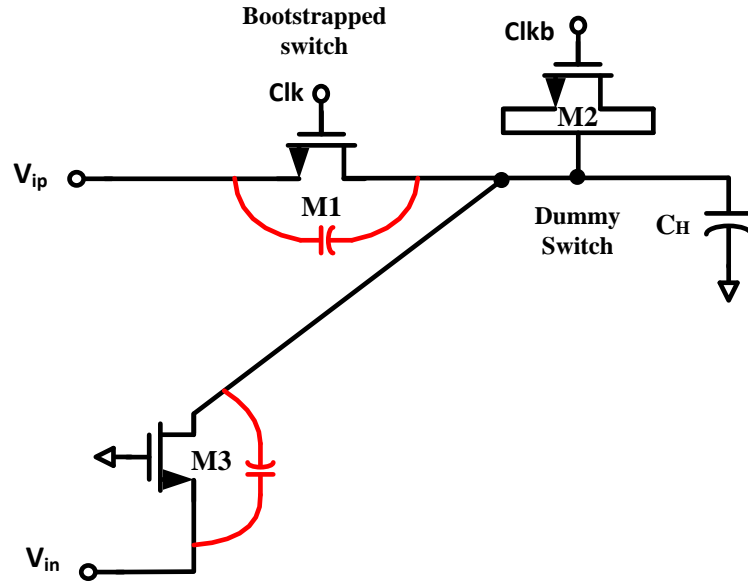 Bootstrapped
switch
Clk
Clkb
M2
Vip
M1
Dummy
Switch
CH
M3
Vin